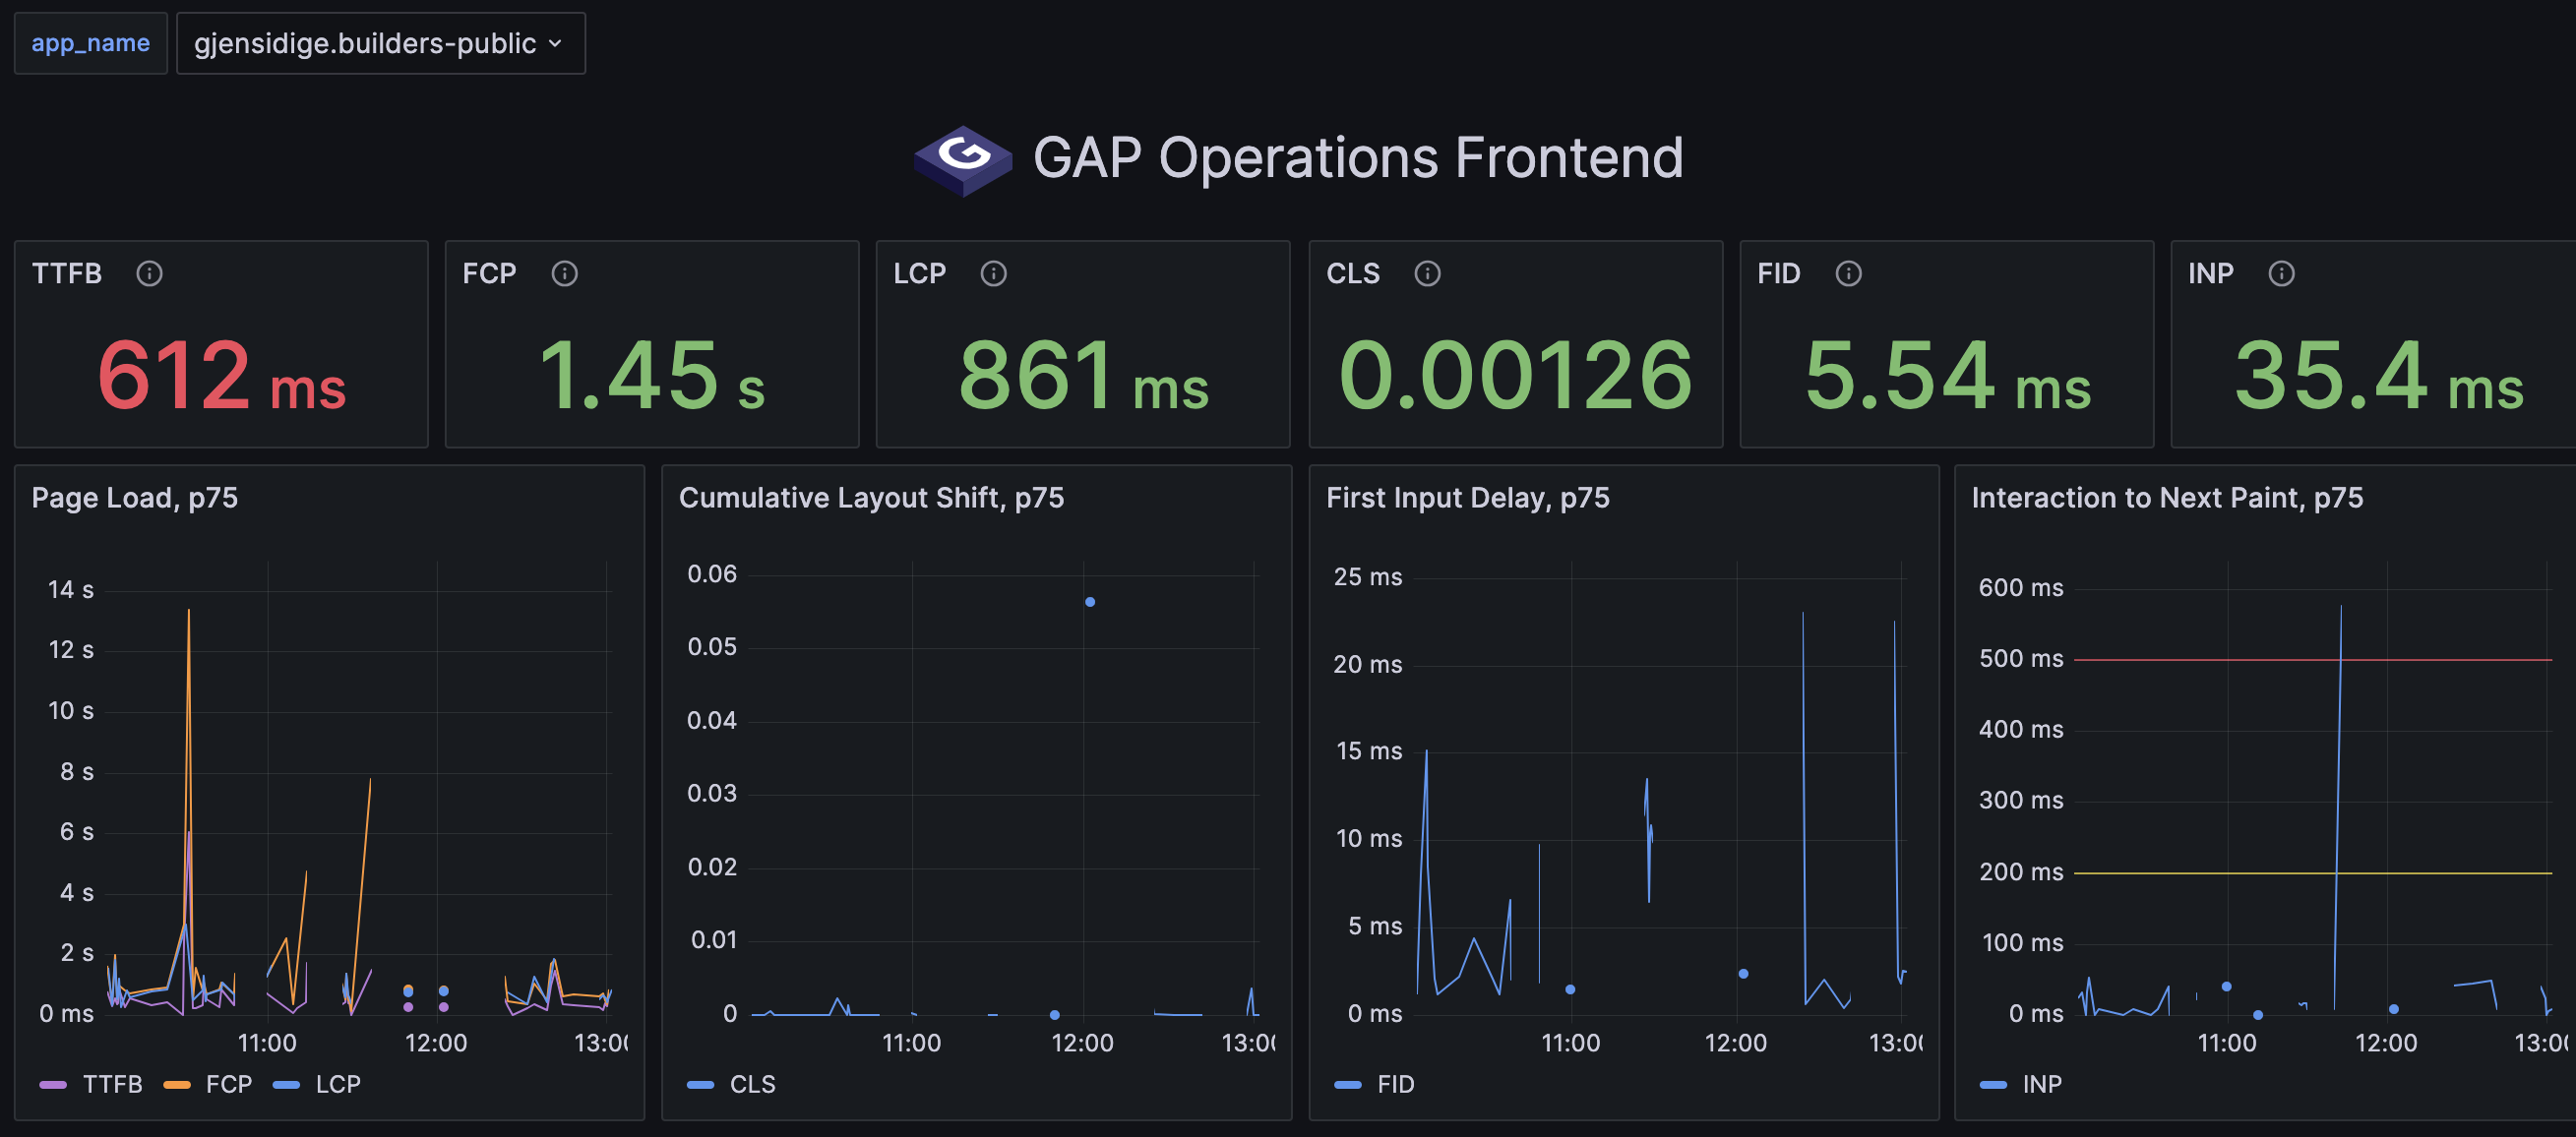 app_name gjensidige.builders-public
GAP Operations Frontend
TTFB
612 ms
FCP
1.45 s
LCP
861 ms
CLS
0.00126
FID
5.54 ms
INP
35.4 ms
Page Load, p75
14 s
12 s
10 s
8 s
6 s
4 s
2 s
0 ms
11:00 12:00 13:00
TTFB FCP LCP
Cumulative Layout Shift, p75
0.06
0.05
0.04
0.03
0.02
0.01
0
11:00 12:00 13:00
CLS
First Input Delay, p75
25 ms
20 ms
15 ms
10 ms
5 ms
0 ms
11:00 12:00 13:00
FID
Interaction to Next Paint, p75
600 ms
500 ms
400 ms
300 ms
200 ms
100 ms
0 ms
11:00 12:00 13:00
INP